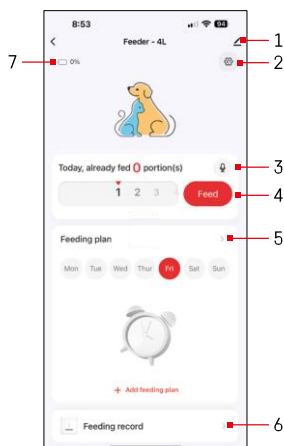 8:53
94
Feeder - 4L
1
7
0%
2
Today, already fed 0 portion(s)
3
1 2 3
Feed
4
Feeding plan
5
Mon Tue Wed Thur Fri Sat Sun
+ Add feeding plan
Feeding record
6